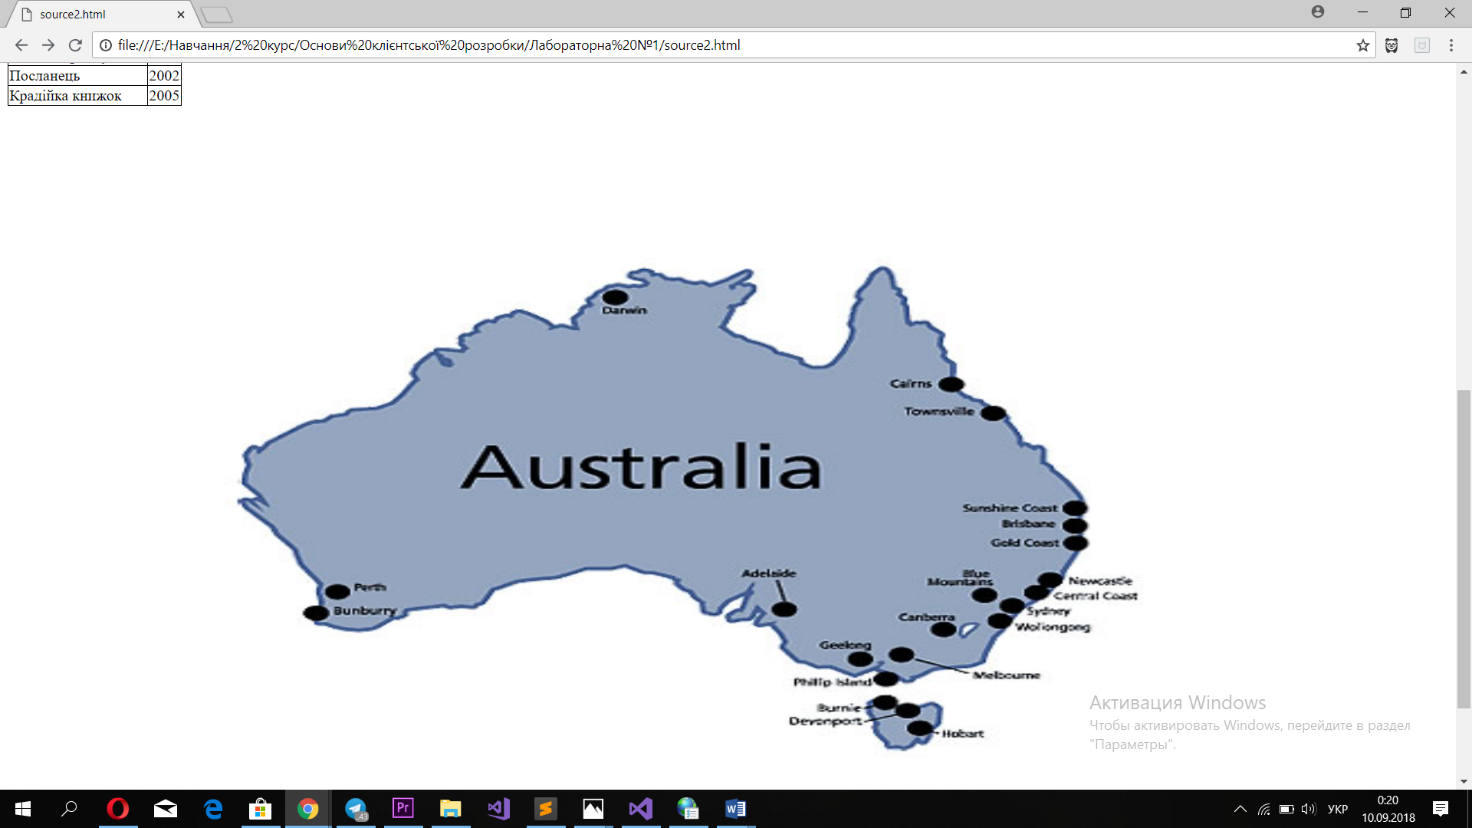 source2.html
file:///E:/Навчання/2%20курс/Основи%20клієнтської%20розробки/Лабораторна%20№1/source2.html
Посланець 2002
Крадійка книжок 2005
Darwin
Cairns
Townsville
Australia
Sunshine Coast
Brisbane
Gold Coast
Adelaide
Blue
Mountains
Newcastle
Perth
Central Coast
Bunburry
Sydney
Canberra
Wollongong
Geelong
Melbourne
Phillip Island
Burnie
Devonport
Hobart
Активация Windows
Чтобы активировать Windows, перейдите в раздел
"Параметры".
43
Pr
УКР
0:20
10.09.2018